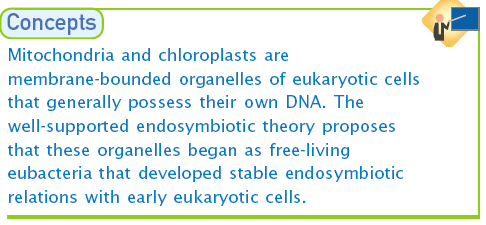 Concepts
Mitochondria and chloroplasts are
membrane-bounded organelles of eukaryotic cells
that generally possess their own DNA. The
well-supported endosymbiotic theory proposes
that these organelles began as free-living
eubacteria that developed stable endosymbiotic
relations with early eukaryotic cells.